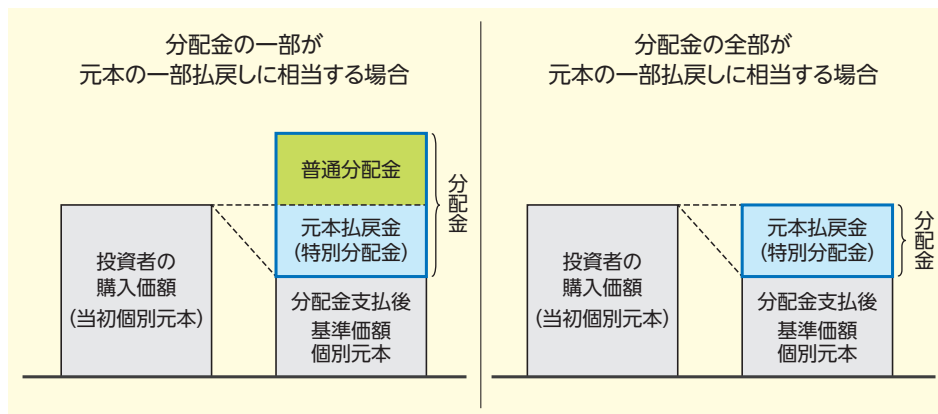 分配金の一部が
元本の一部払戻しに相当する場合
投資者の
購入価額
(当初個別元本)
普通分配金
元本払戻金
(特別分配金)
分配金支払後
基準価額
個別元本
分配金
分配金の全部が
元本の一部払戻しに相当する場合
投資者の
購入価額
(当初個別元本)
元本払戻金
(特別分配金)
分配金支払後
基準価額
個別元本
分配金